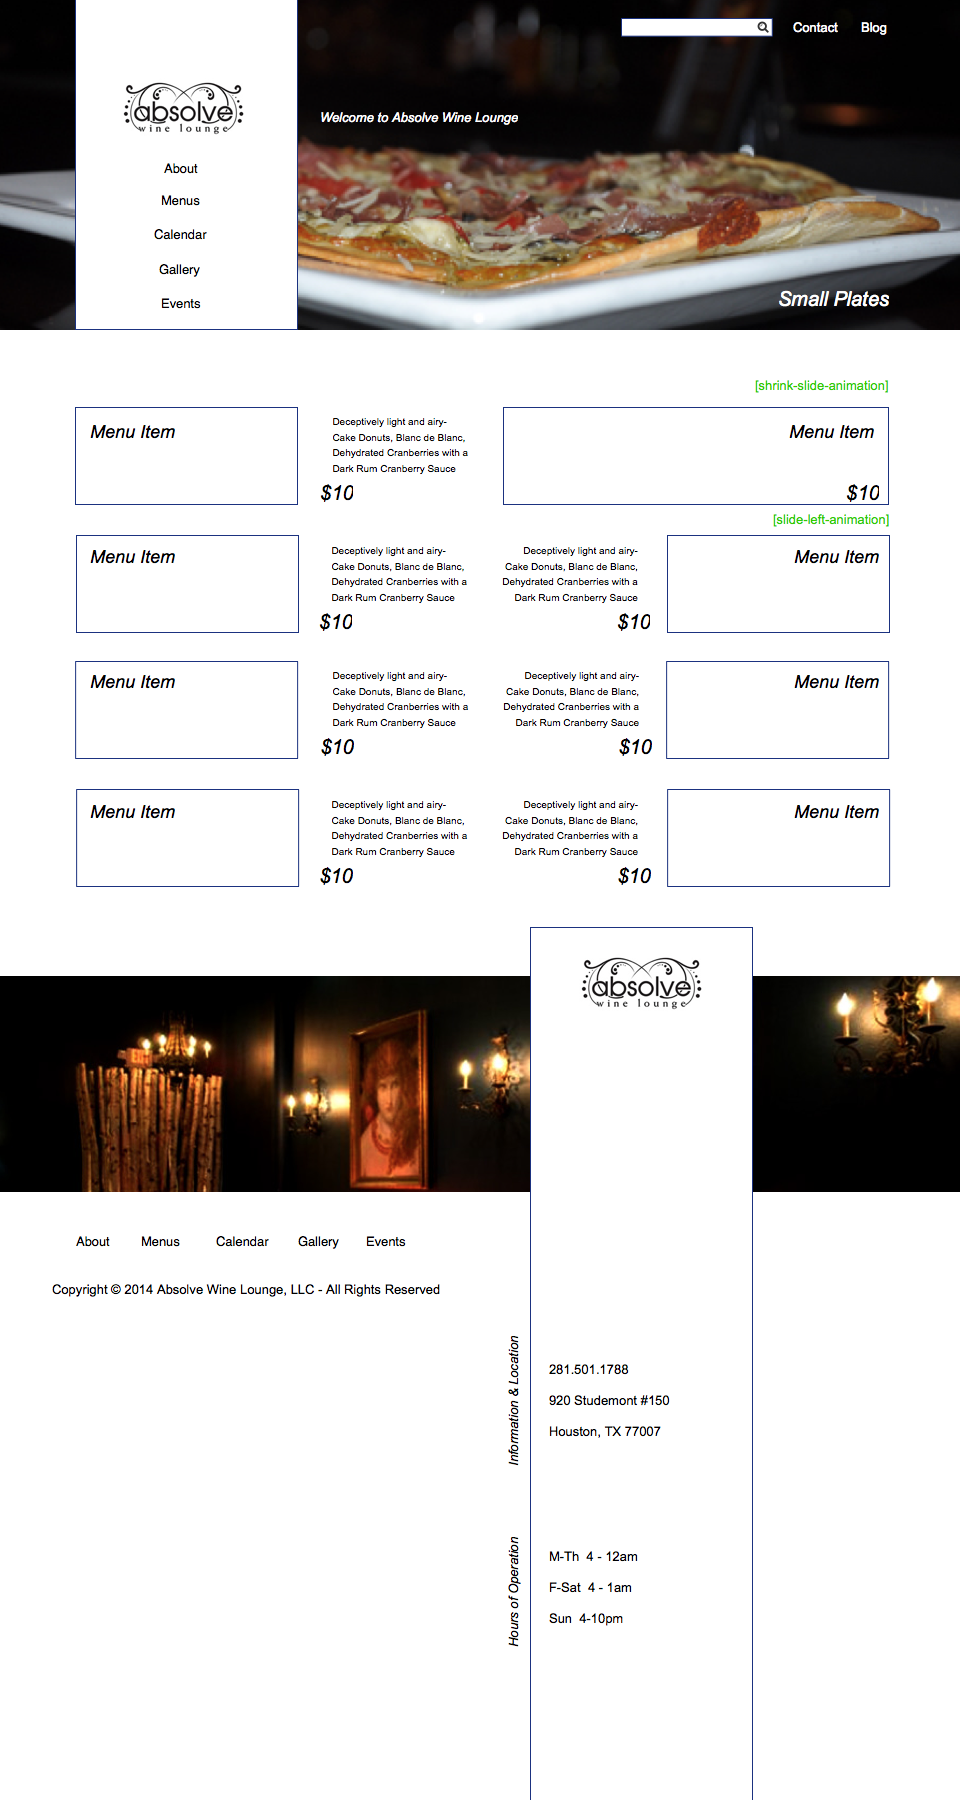 Contact Blog
absolve
wine lounge
Welcome to Absolve Wine Lounge
About
Menus
Calendar
Gallery
Events
Small Plates
[shrink-slide-animation]
Menu Item
Deceptively light and airy-
Cake Donuts, Blanc de Blanc,
Dehydrated Cranberries with a
Dark Rum Cranberry Sauce
$10
Menu Item
$10
[slide-left-animation]
Menu Item
Deceptively light and airy-
Cake Donuts, Blanc de Blanc,
Dehydrated Cranberries with a
Dark Rum Cranberry Sauce
$10
Deceptively light and airy-
Cake Donuts, Blanc de Blanc,
Dehydrated Cranberries with a
Dark Rum Cranberry Sauce
$10
Menu Item
Menu Item
Deceptively light and airy-
Cake Donuts, Blanc de Blanc,
Dehydrated Cranberries with a
Dark Rum Cranberry Sauce
$10
Deceptively light and airy-
Cake Donuts, Blanc de Blanc,
Dehydrated Cranberries with a
Dark Rum Cranberry Sauce
$10
Menu Item
Menu Item
Deceptively light and airy-
Cake Donuts, Blanc de Blanc,
Dehydrated Cranberries with a
Dark Rum Cranberry Sauce
$10
Deceptively light and airy-
Cake Donuts, Blanc de Blanc,
Dehydrated Cranberries with a
Dark Rum Cranberry Sauce
$10
Menu Item
absolve
wine lounge
About Menus Calendar Gallery Events
Copyright © 2014 Absolve Wine Lounge, LLC - All Rights Reserved
Information & Location
281.501.1788
920 Studemont #150
Houston, TX 77007
Hours of Operation
M-Th 4 - 12am
F-Sat 4 - 1am
Sun 4-10pm